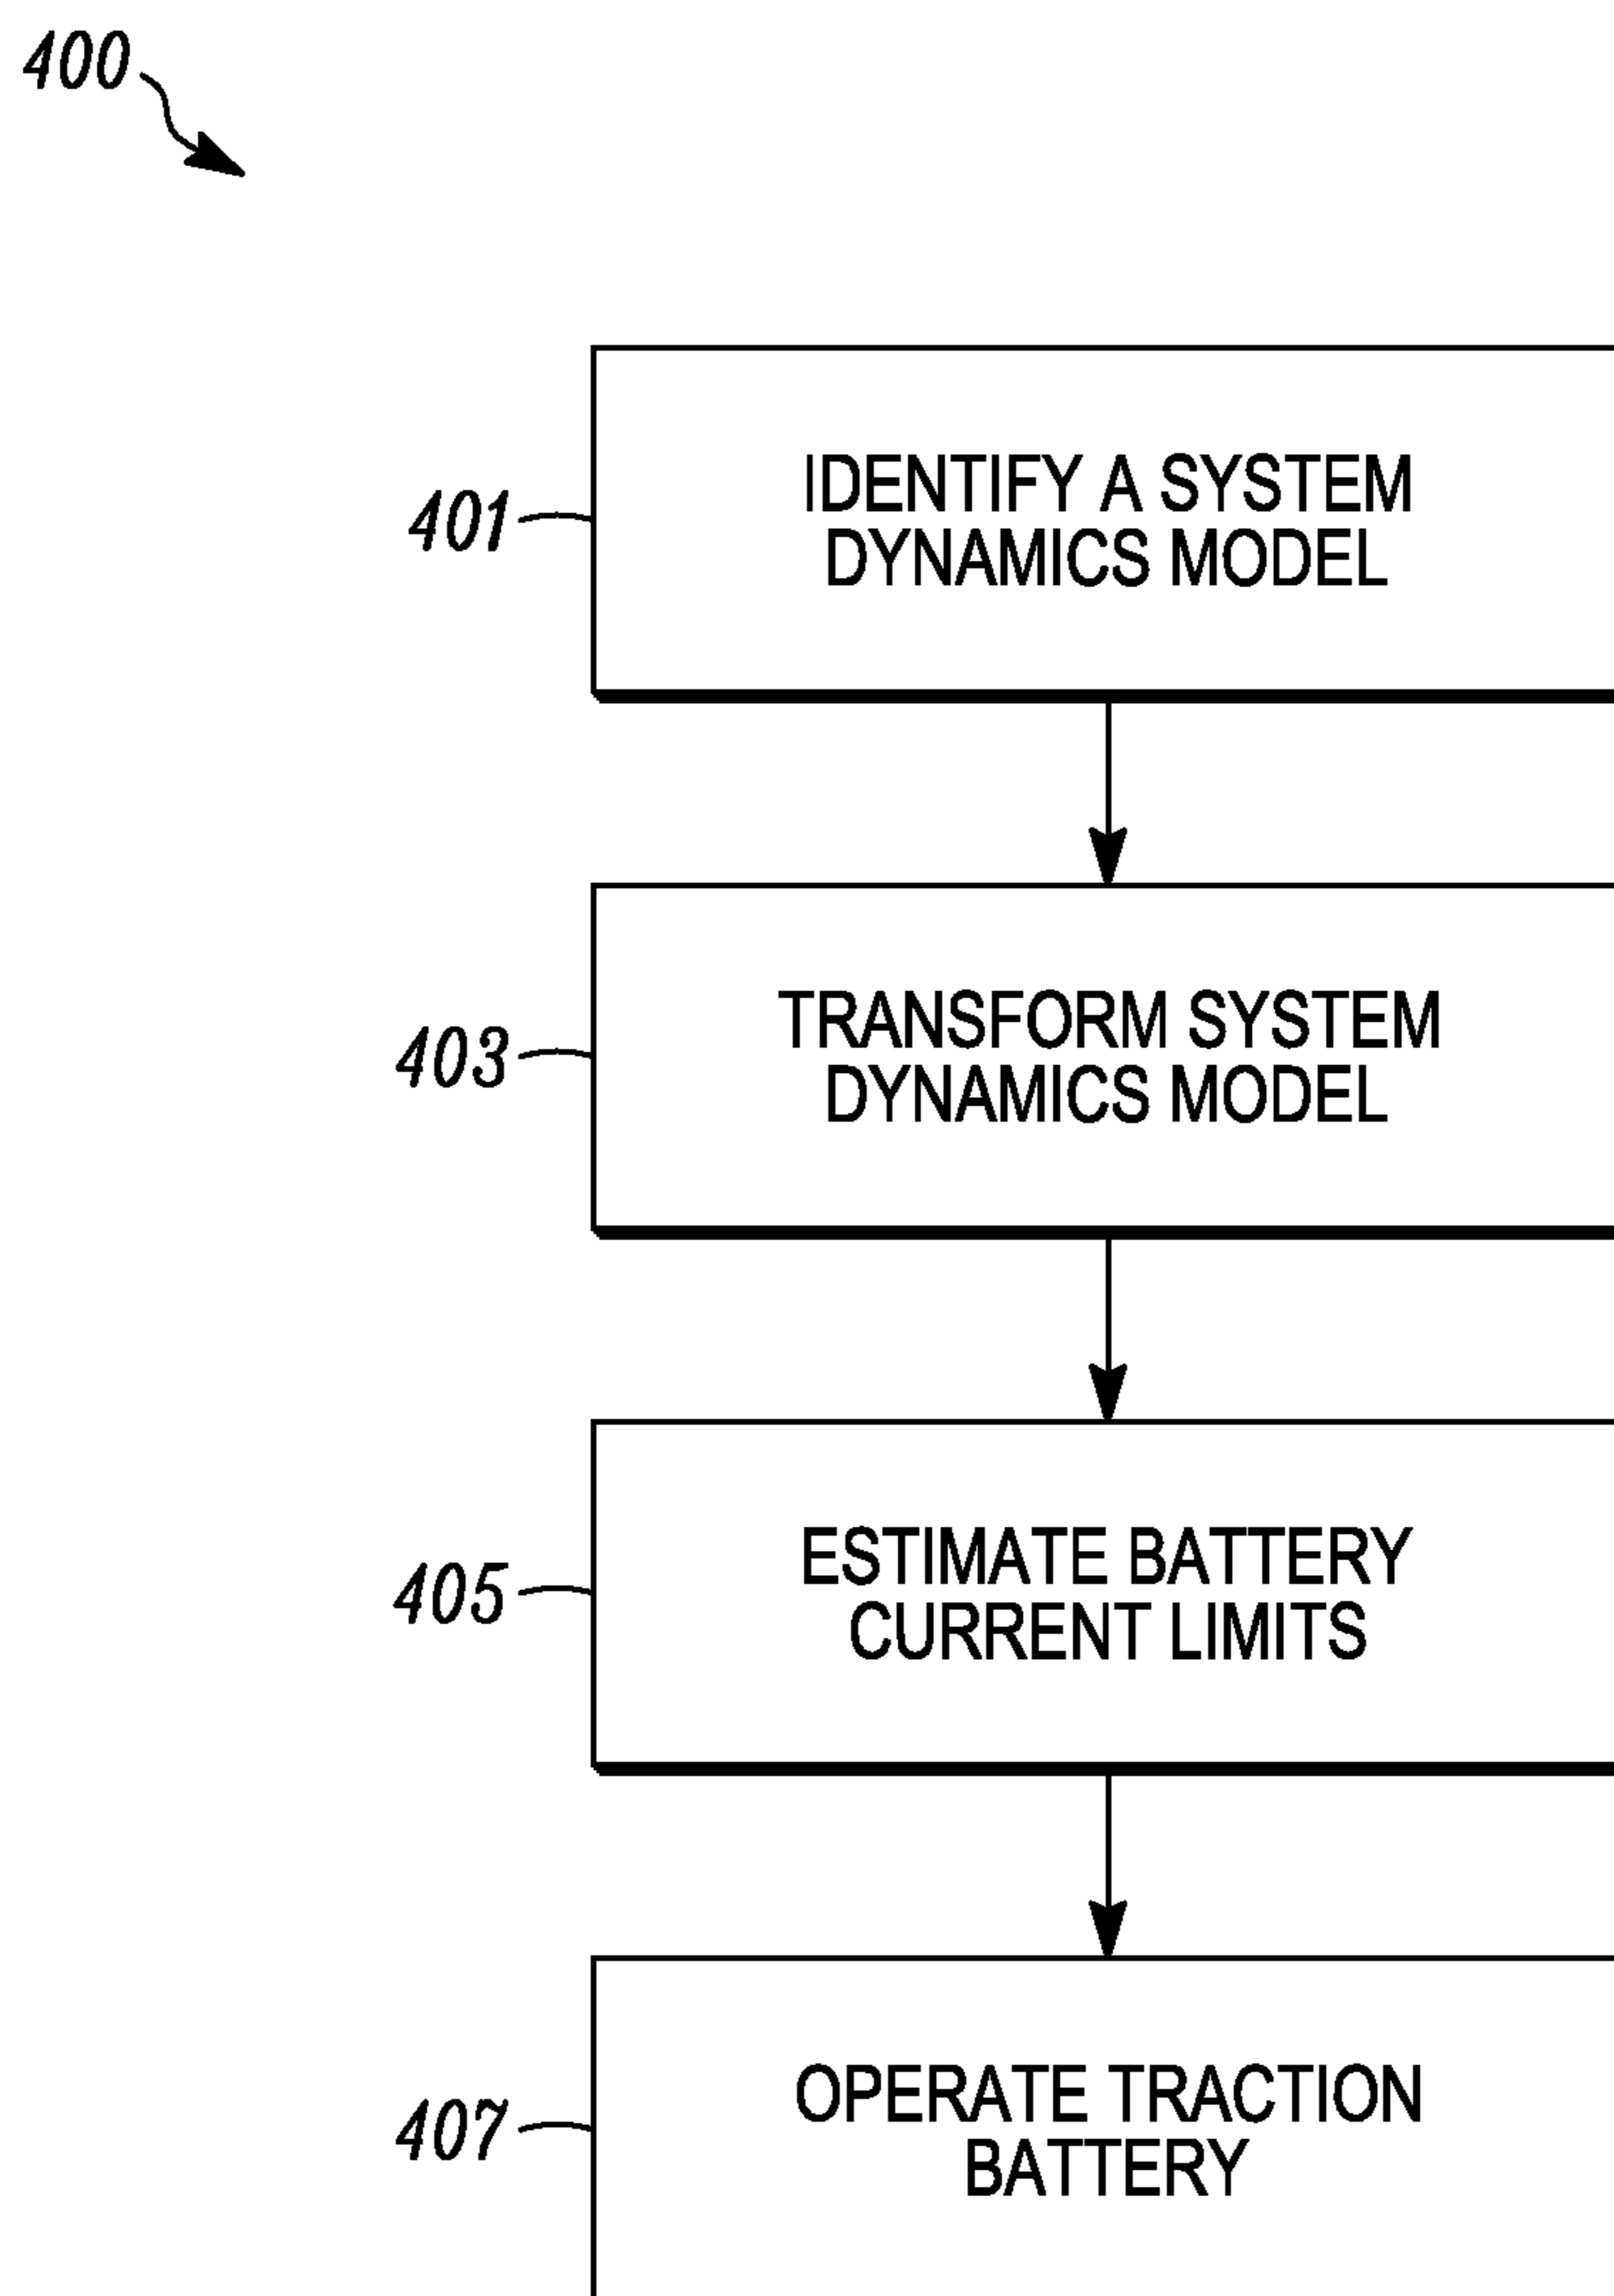 400
401
IDENTIFY A SYSTEM
DYNAMICS MODEL
403
TRANSFORM SYSTEM
DYNAMICS MODEL
405
ESTIMATE BATTERY
CURRENT LIMITS
407
OPERATE TRACTION
BATTERY